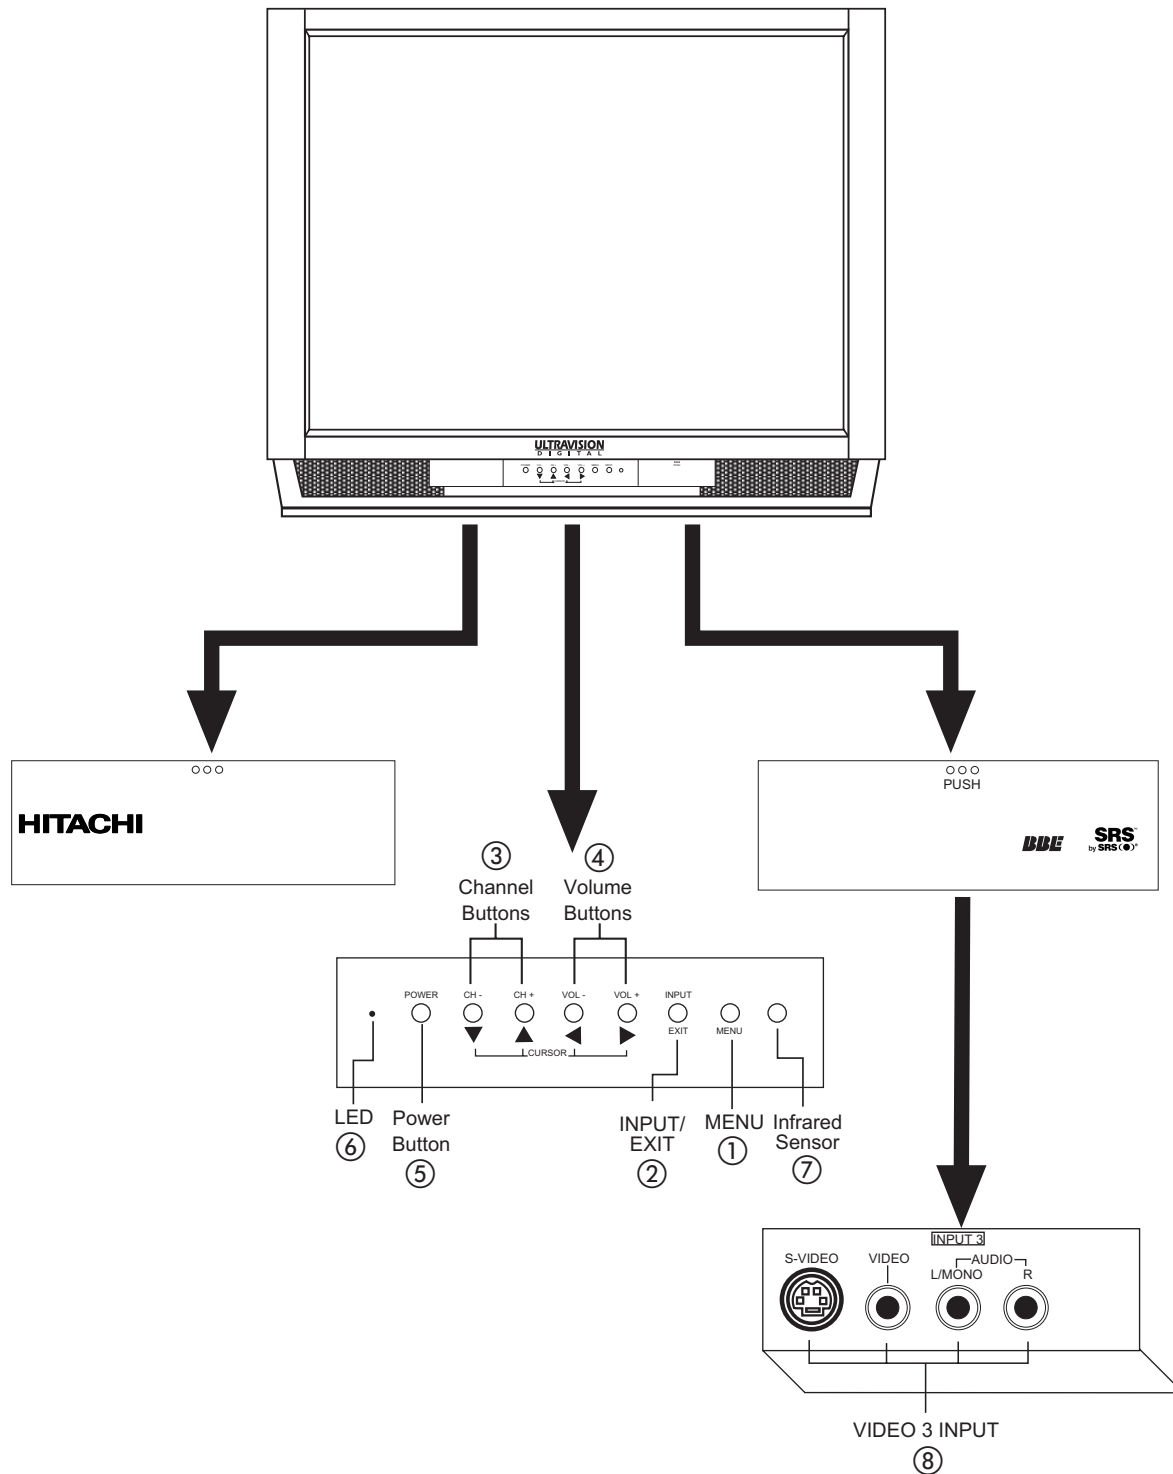 ULTRAVISION
DIGITAL
HITACHI
PUSH
BBE
SRS™
by SRS(●)®
③ ④
Channel Buttons
Volume Buttons
POWER CH - CH + VOL - VOL + INPUT
EXIT MENU
CURSOR
LED
⑥
Power
Button
⑤
INPUT/
EXIT
②
MENU
①
Infrared
Sensor
⑦
INPUT 3
S-VIDEO VIDEO AUDIO
L/MONO R
VIDEO 3 INPUT
⑧